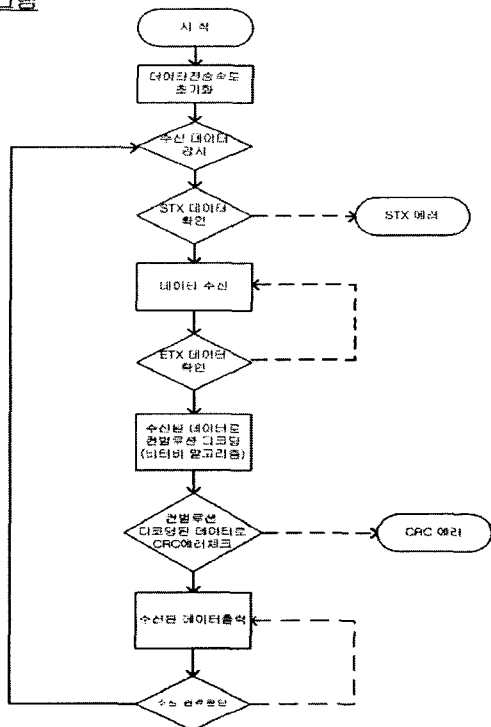 시 작
데이타전송속도
초기화
수신 데이터
감시
STX 데이터
확인
STX 에러
데이타 수신
ETX 데이터
확인
수신된 데이터로
컨벌루션 디코딩
(비터비 알고리즘)
컨벌루션
디코딩된 데이터로
CRC에러체크
CRC 에러
수신된 데이터출력
수신